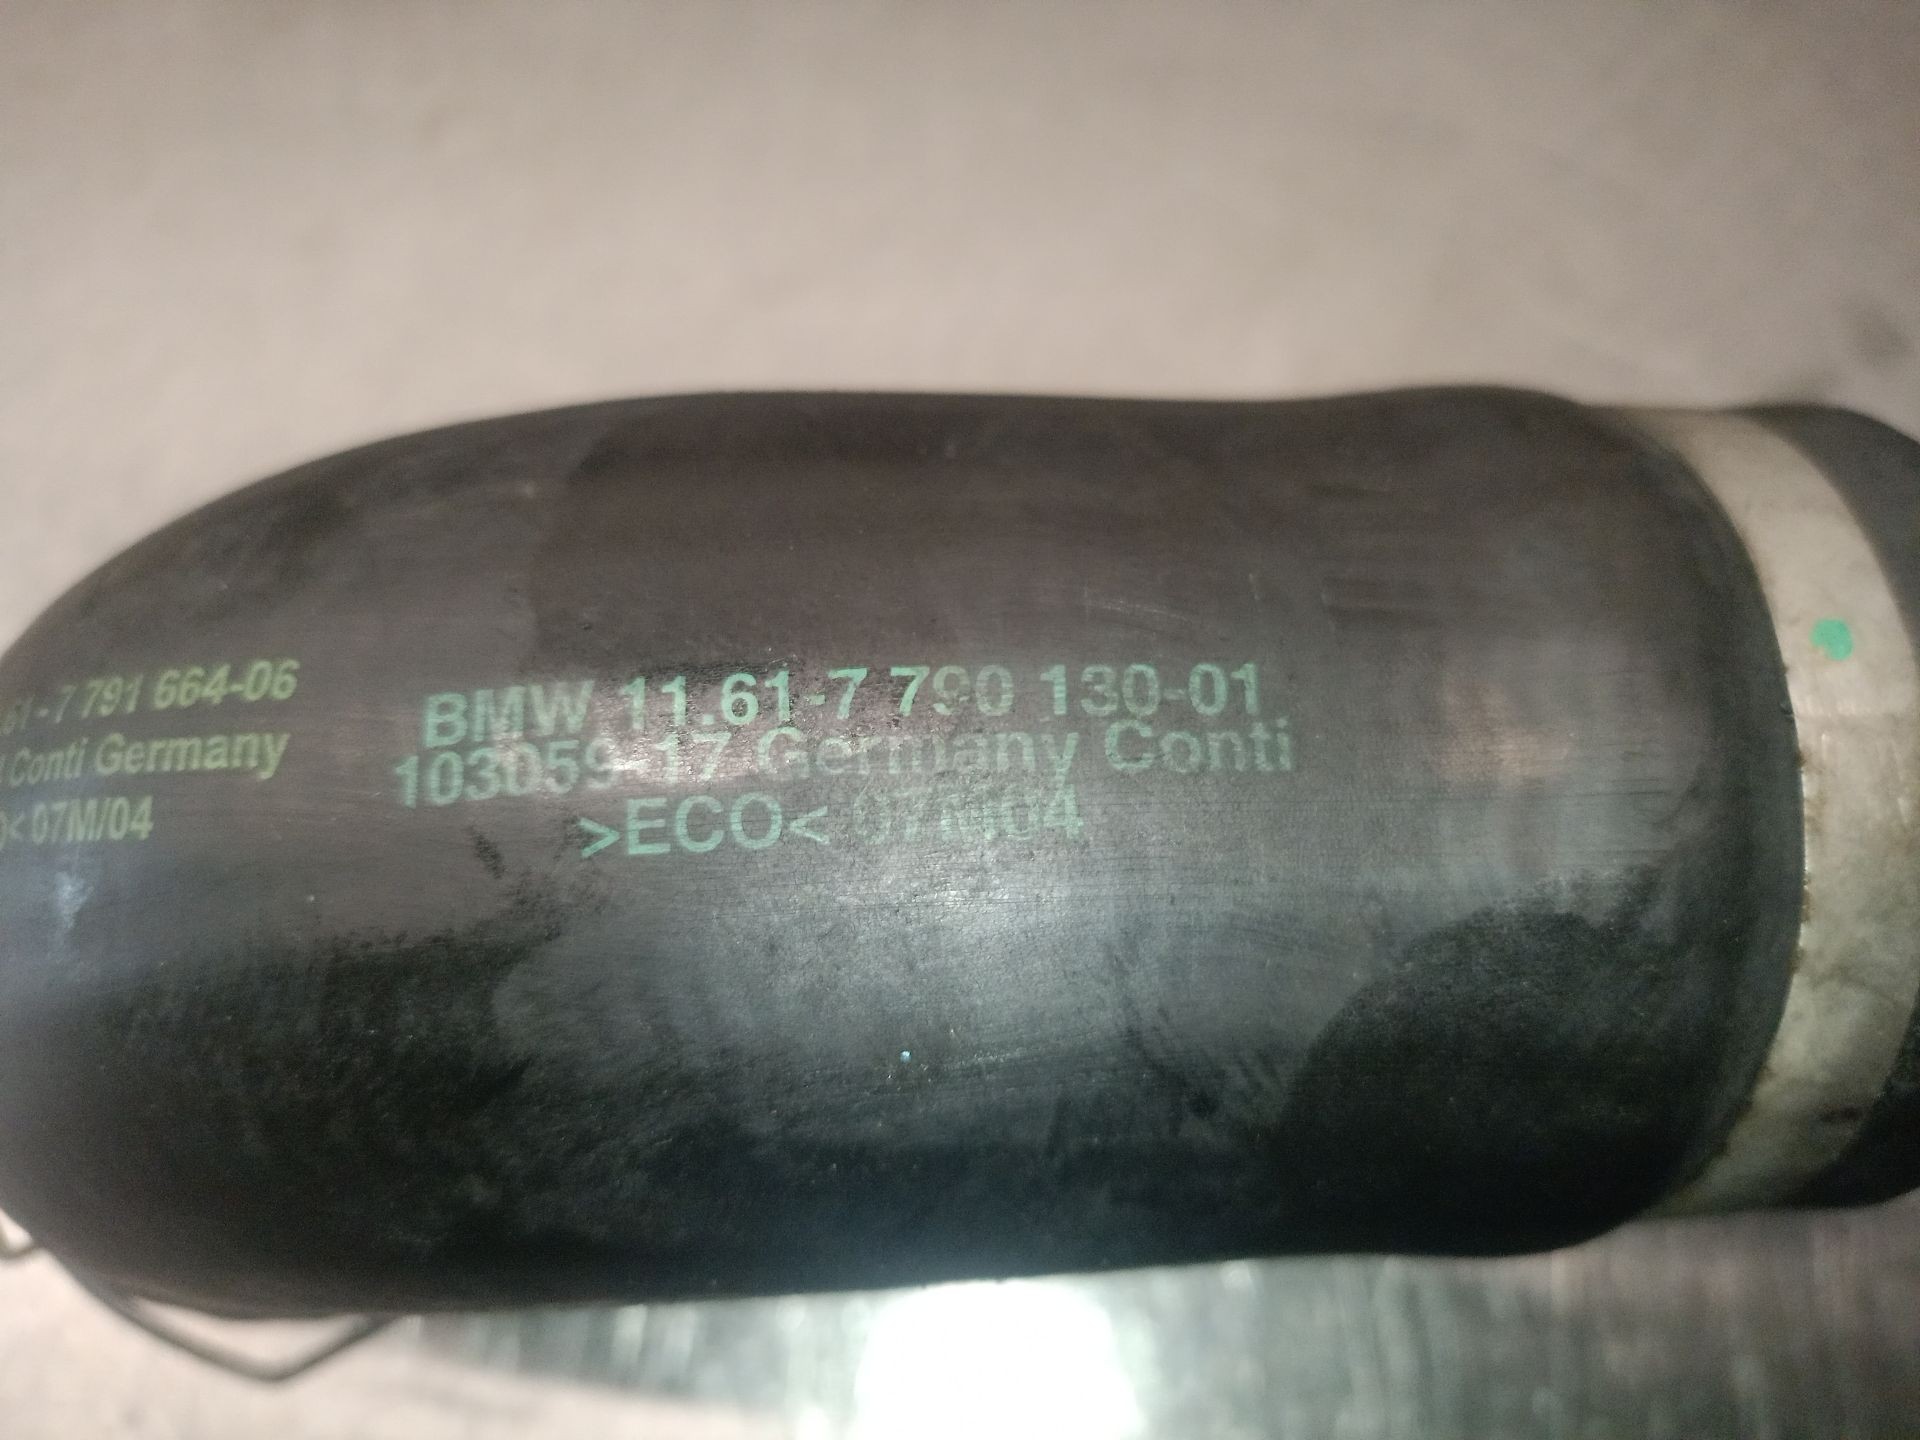 61-7 791 664-06
Conti Germany
07M/04
BMW 11.61-7 790 130-01
103059-17 Germany Conti
>ECO< 07M04